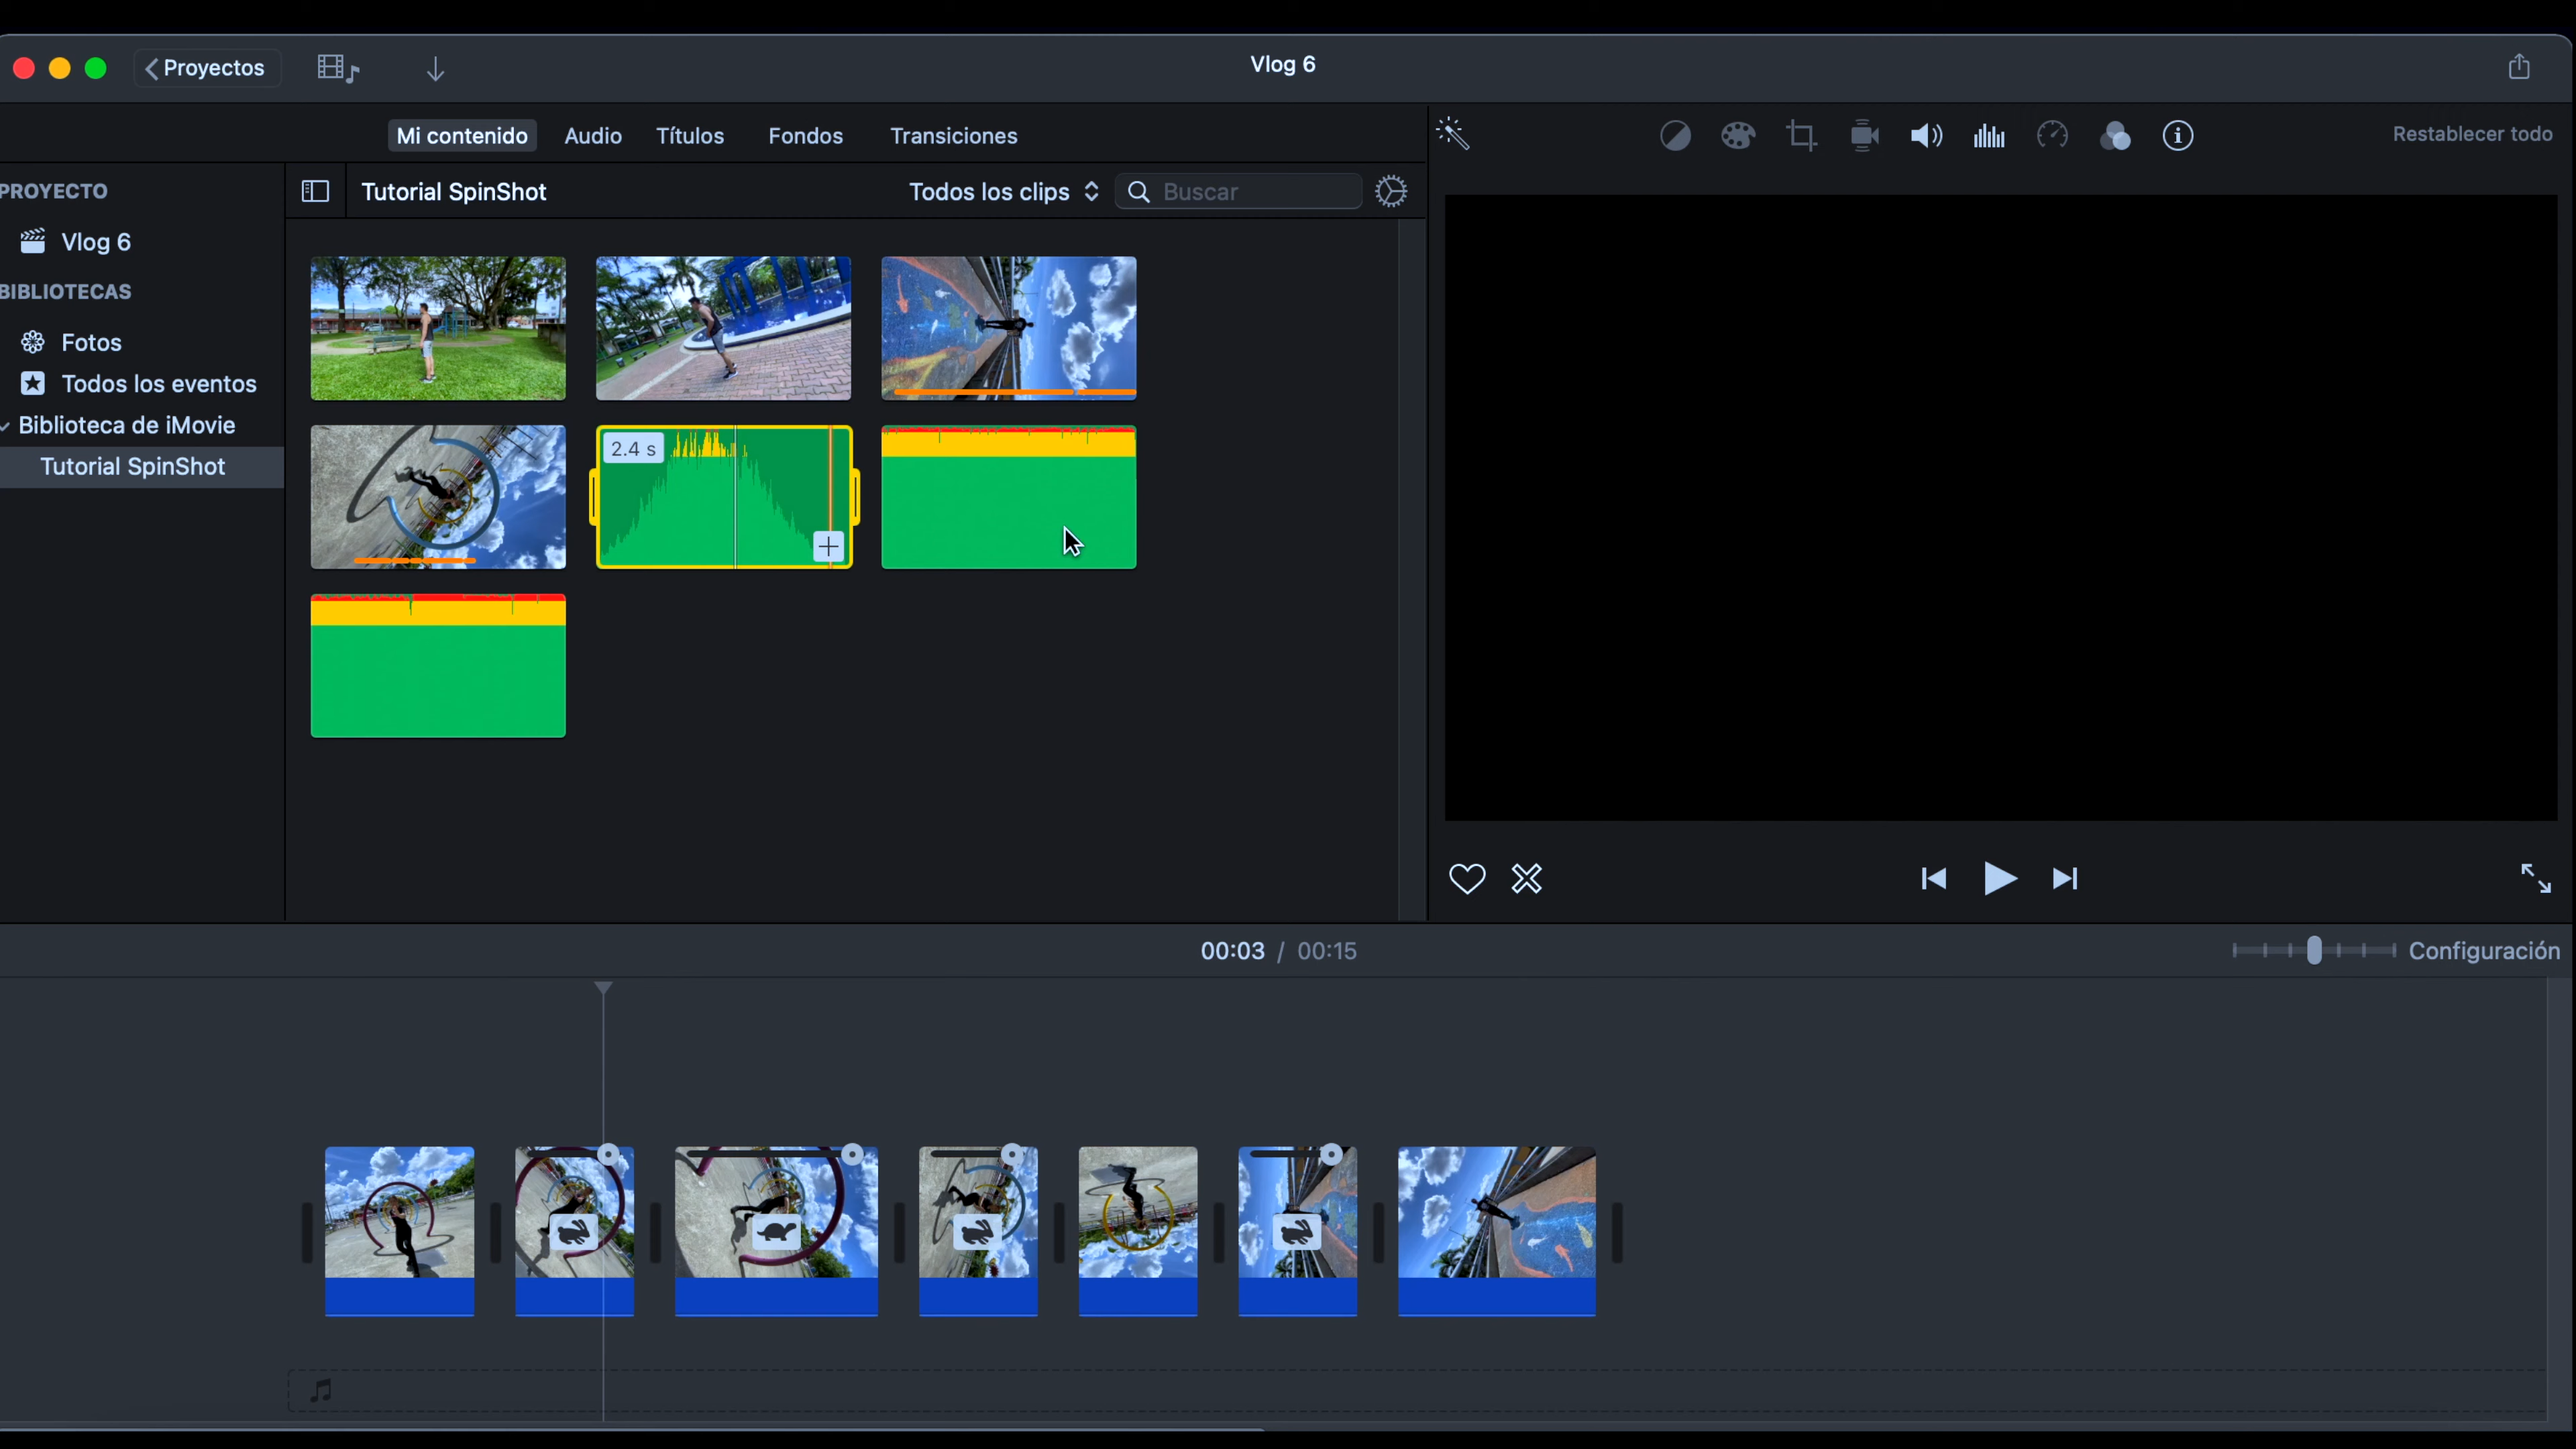 Proyectos
Vlog 6
Mi contenido
Audio
Títulos
Fondos
Transiciones
Restablecer todo
PROYECTO
Vlog 6
BIBLIOTECAS
Fotos
Todos los eventos
Biblioteca de iMovie
Tutorial SpinShot
Tutorial SpinShot
Todos los clips
Buscar
2.4 s
00:03 / 00:15
Configuración